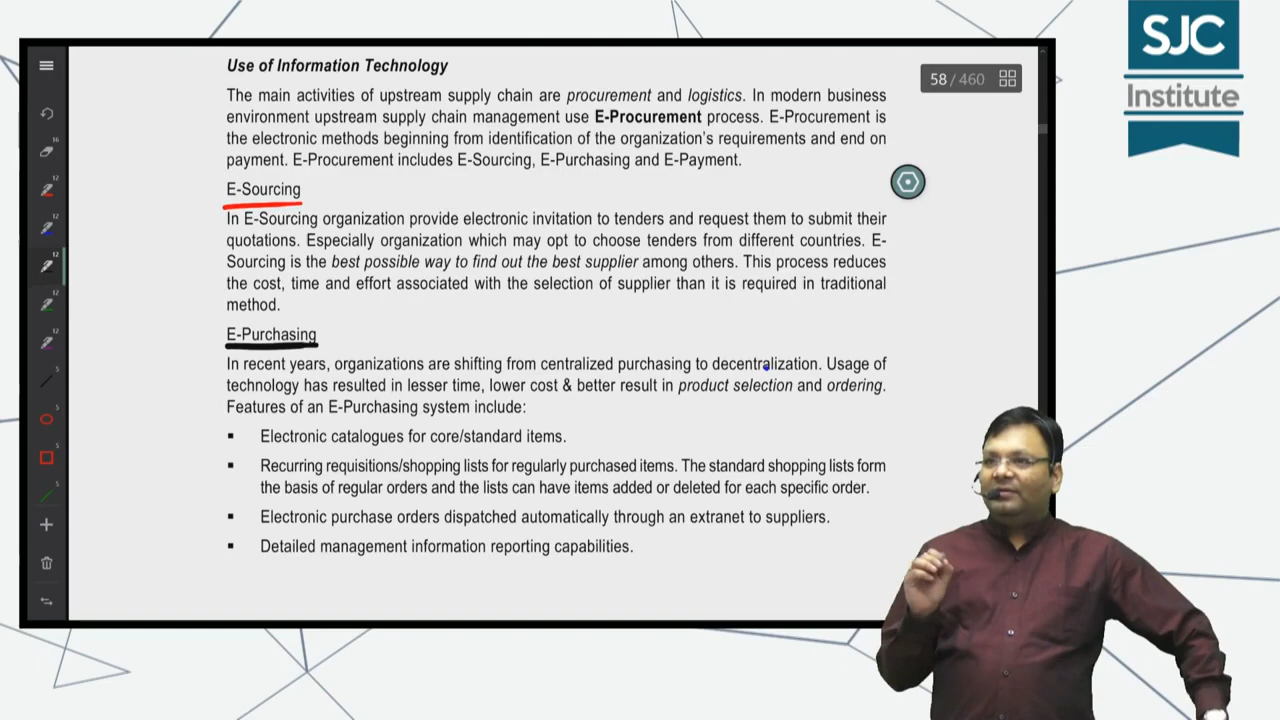 SJC
Institute
58 / 460
Use of Information Technology
The main activities of upstream supply chain are procurement and logistics. In modern business
environment upstream supply chain management use E-Procurement process. E-Procurement is
the electronic methods beginning from identification of the organization's requirements and end on
payment. E-Procurement includes E-Sourcing, E-Purchasing and E-Payment.
E-Sourcing
In E-Sourcing organization provide electronic invitation to tenders and request them to submit their
quotations. Especially organization which may opt to choose tenders from different countries. E-
Sourcing is the best possible way to find out the best supplier among others. This process reduces
the cost, time and effort associated with the selection of supplier than it is required in traditional
method.
E-Purchasing
In recent years, organizations are shifting from centralized purchasing to decentralization. Usage of
technology has resulted in lesser time, lower cost & better result in product selection and ordering.
Features of an E-Purchasing system include:
▪ Electronic catalogues for core/standard items.
▪ Recurring requisitions/shopping lists for regularly purchased items. The standard shopping lists form
the basis of regular orders and the lists can have items added or deleted for each specific order.
▪ Electronic purchase orders dispatched automatically through an extranet to suppliers.
▪ Detailed management information reporting capabilities.
16
12
12
12
12
12
5
5
5
5